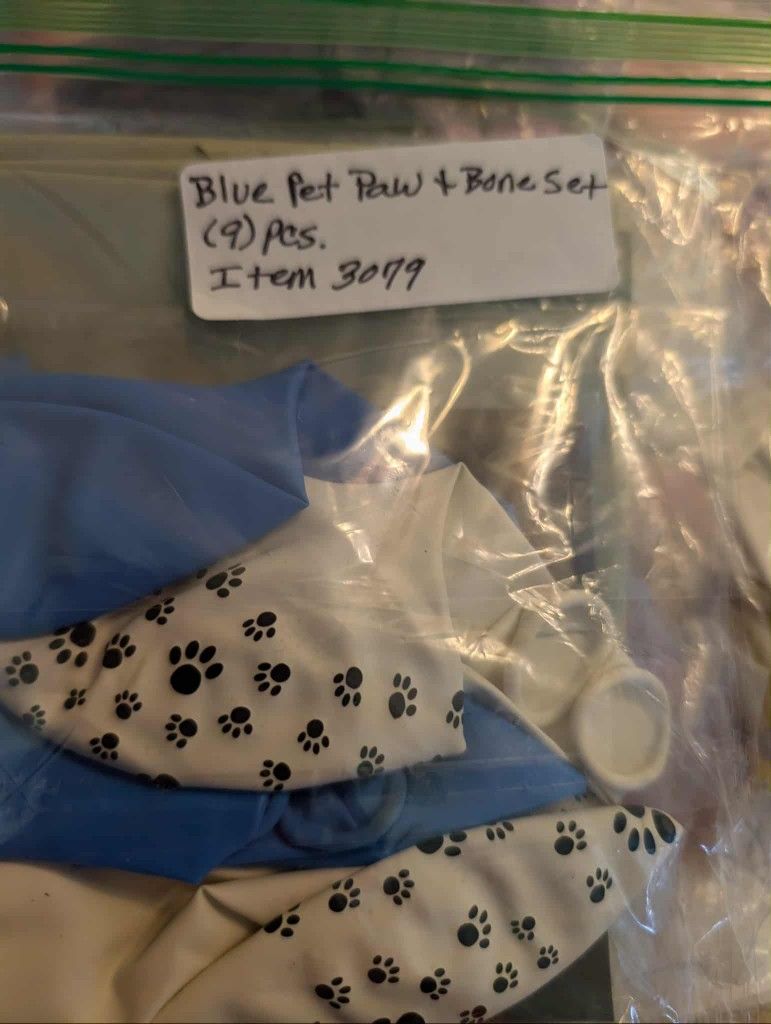 Blue Pet Paw + Bone Set
(9) pcs.
Item 3079